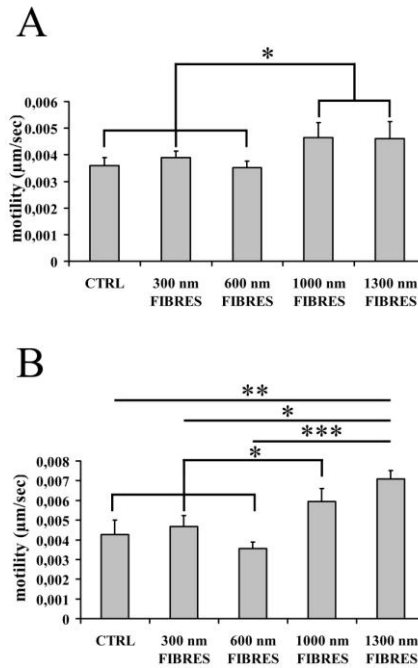 A
*
0,006
0,005
0,004
0,003
0,002
0,001
0
motility (µm/sec)
CTRL 300 nm 600 nm 1000 nm 1300 nm
FIBRES FIBRES FIBRES FIBRES
B
**
*
***
*
0,008
0,007
0,006
0,005
0,004
0,003
0,002
0,001
0,000
motility (µm/sec)
CTRL 300 nm 600 nm 1000 nm 1300 nm
FIBRES FIBRES FIBRES FIBRES